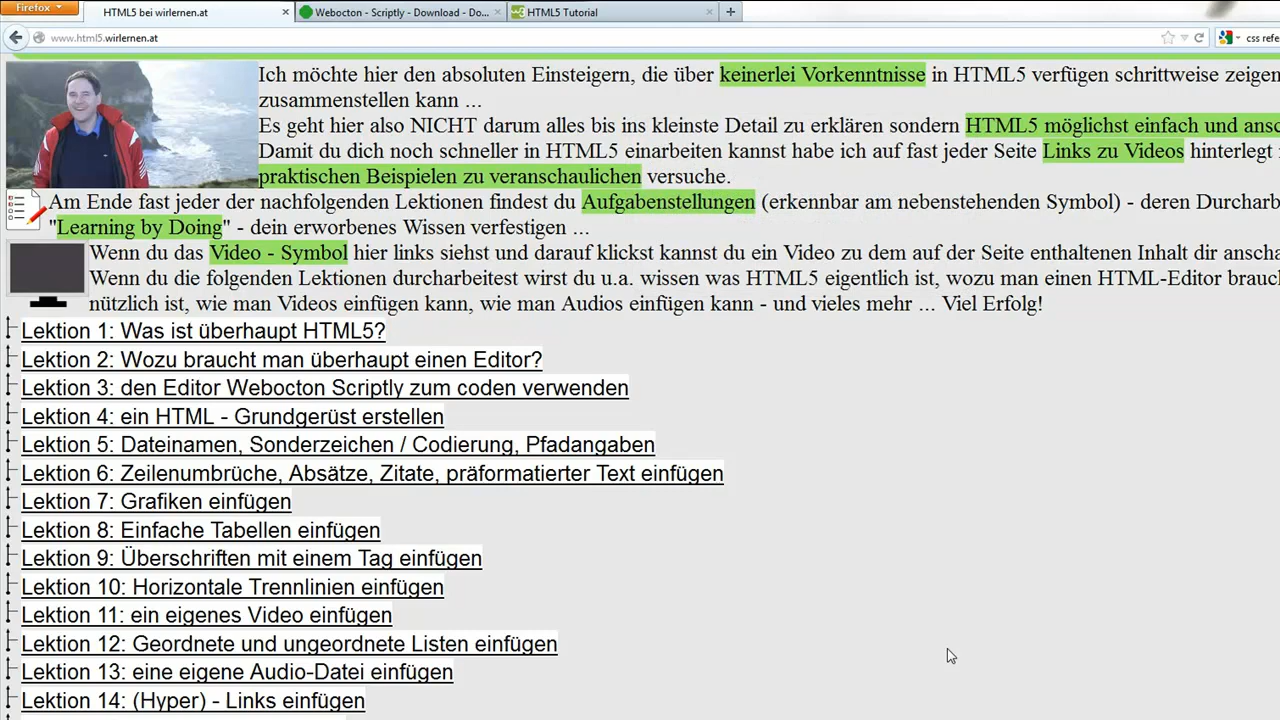 Firefox
HTML5 bei wirlernen.at
Webocton - Scriptly - Download - Do...
HTML5 Tutorial
www.html5.wirlernen.at
css refe
Ich möchte hier den absoluten Einsteigern, die über keinerlei Vorkenntnisse in HTML5 verfügen schrittweise zeigen
zusammenstellen kann ...
Es geht hier also NICHT darum alles bis ins kleinste Detail zu erklären sondern HTML5 möglichst einfach und ansc
Damit du dich noch schneller in HTML5 einarbeiten kannst habe ich auf fast jeder Seite Links zu Videos hinterlegt
praktischen Beispielen zu veranschaulichen versuche.
Am Ende fast jeder der nachfolgenden Lektionen findest du Aufgabenstellungen (erkennbar am nebenstehenden Symbol) - deren Durcharb
"Learning by Doing" - dein erworbenes Wissen verfestigen ...
Wenn du das Video - Symbol hier links siehst und darauf klickst kannst du ein Video zu dem auf der Seite enthaltenen Inhalt dir anscha
Wenn du die folgenden Lektionen durcharbeitest wirst du u.a. wissen was HTML5 eigentlich ist, wozu man einen HTML-Editor brauch
nützlich ist, wie man Videos einfügen kann, wie man Audios einfügen kann - und vieles mehr ... Viel Erfolg!
Lektion 1: Was ist überhaupt HTML5?
Lektion 2: Wozu braucht man überhaupt einen Editor?
Lektion 3: den Editor Webocton Scriptly zum coden verwenden
Lektion 4: ein HTML - Grundgerüst erstellen
Lektion 5: Dateinamen, Sonderzeichen / Codierung, Pfadangaben
Lektion 6: Zeilenumbrüche, Absätze, Zitate, präformatierter Text einfügen
Lektion 7: Grafiken einfügen
Lektion 8: Einfache Tabellen einfügen
Lektion 9: Überschriften mit einem Tag einfügen
Lektion 10: Horizontale Trennlinien einfügen
Lektion 11: ein eigenes Video einfügen
Lektion 12: Geordnete und ungeordnete Listen einfügen
Lektion 13: eine eigene Audio-Datei einfügen
Lektion 14: (Hyper) - Links einfügen